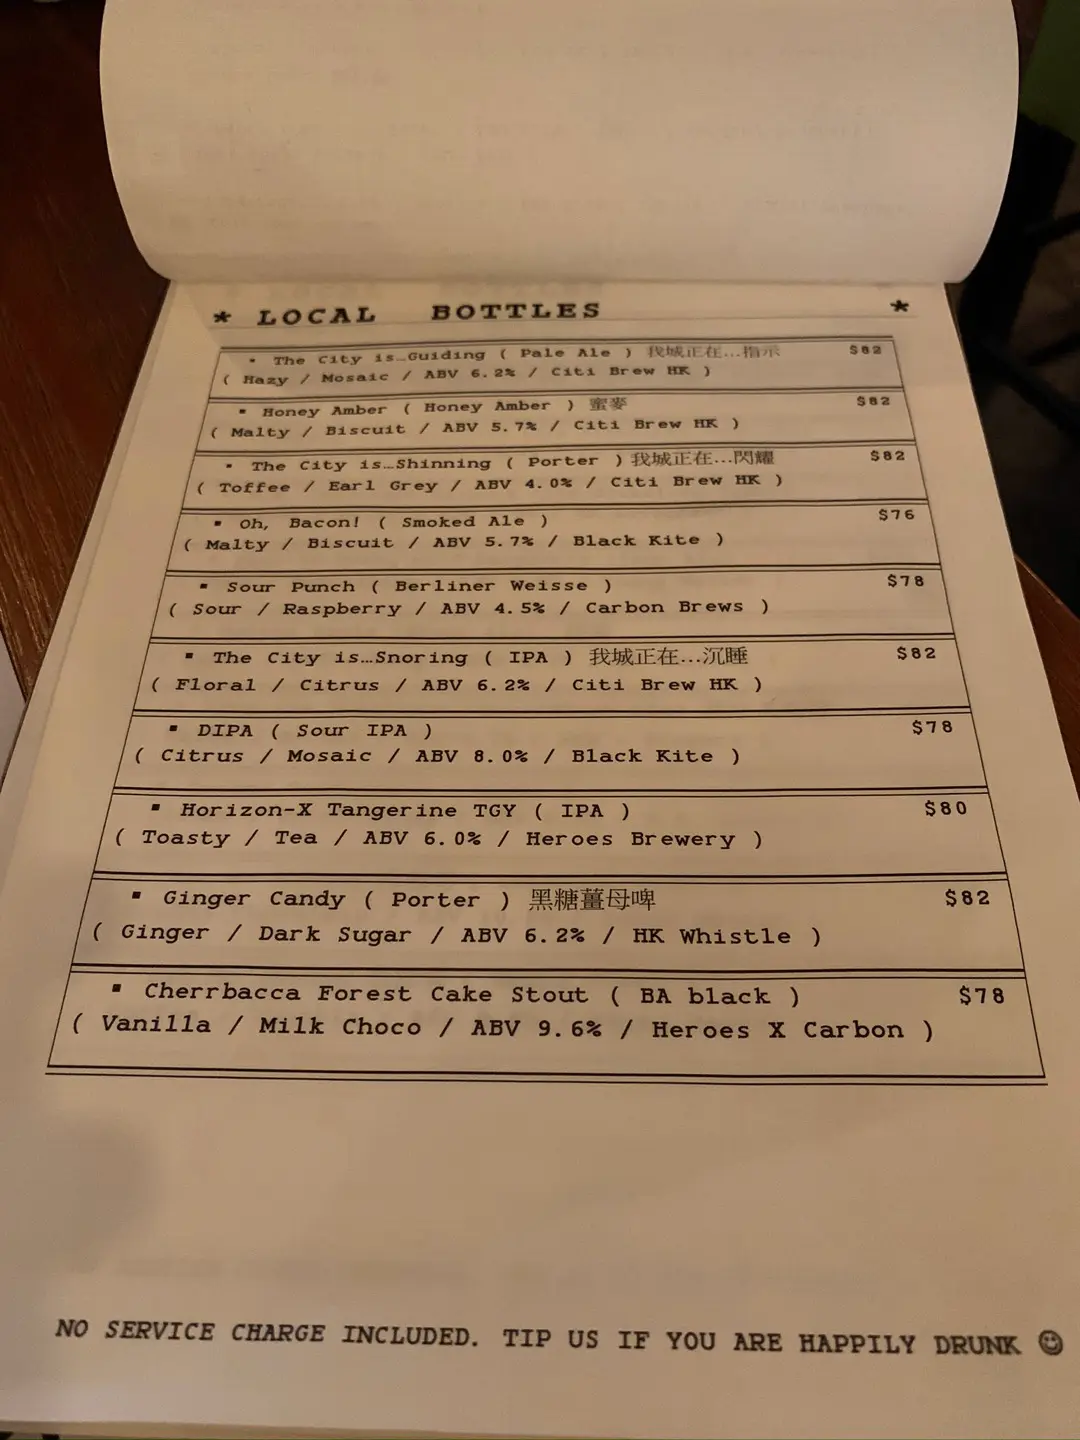 * LOCAL BOTTLES *
▪ The City is…Guiding ( Pale Ale ) 我城正在...指示 $82
( Hazy / Mosaic / ABV 6.2% / Citi Brew HK )
▪ Honey Amber ( Honey Amber ) 蜜麥 $82
( Malty / Biscuit / ABV 5.7% / Citi Brew HK )
▪ The City is…Shinning ( Porter ) 我城正在...閃耀 $82
( Toffee / Earl Grey / ABV 4.0% / Citi Brew HK )
▪ Oh, Bacon! ( Smoked Ale ) $76
( Malty / Biscuit / ABV 5.7% / Black Kite )
▪ Sour Punch ( Berliner Weisse ) $78
( Sour / Raspberry / ABV 4.5% / Carbon Brews )
▪ The City is…Snoring ( IPA ) 我城正在...沉睡 $82
( Floral / Citrus / ABV 6.2% / Citi Brew HK )
▪ DIPA ( Sour IPA ) $78
( Citrus / Mosaic / ABV 8.0% / Black Kite )
▪ Horizon-X Tangerine TGY ( IPA ) $80
( Toasty / Tea / ABV 6.0% / Heroes Brewery )
▪ Ginger Candy ( Porter ) 黑糖薑母啤 $82
( Ginger / Dark Sugar / ABV 6.2% / HK Whistle )
▪ Cherrbacca Forest Cake Stout ( BA black ) $78
( Vanilla / Milk Choco / ABV 9.6% / Heroes X Carbon )
NO SERVICE CHARGE INCLUDED. TIP US IF YOU ARE HAPPILY DRUNK ☺